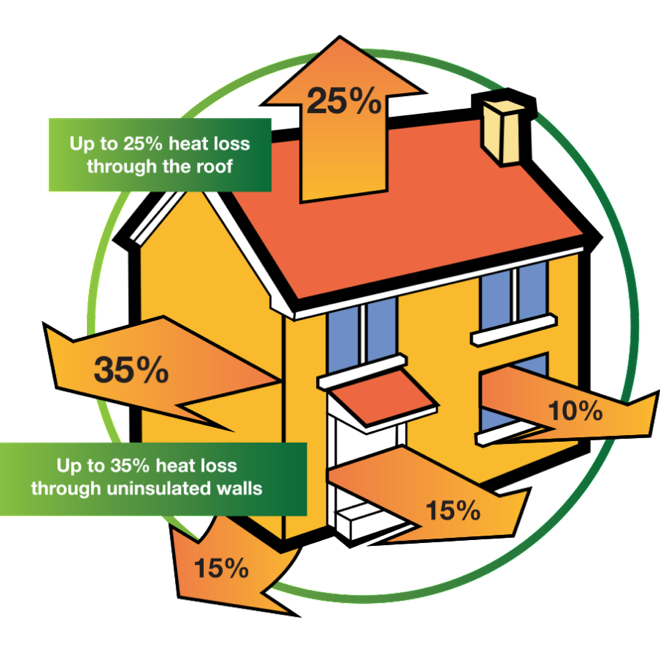 25%
Up to 25% heat loss
through the roof
35%
10%
Up to 35% heat loss
through uninsulated walls
15%
15%